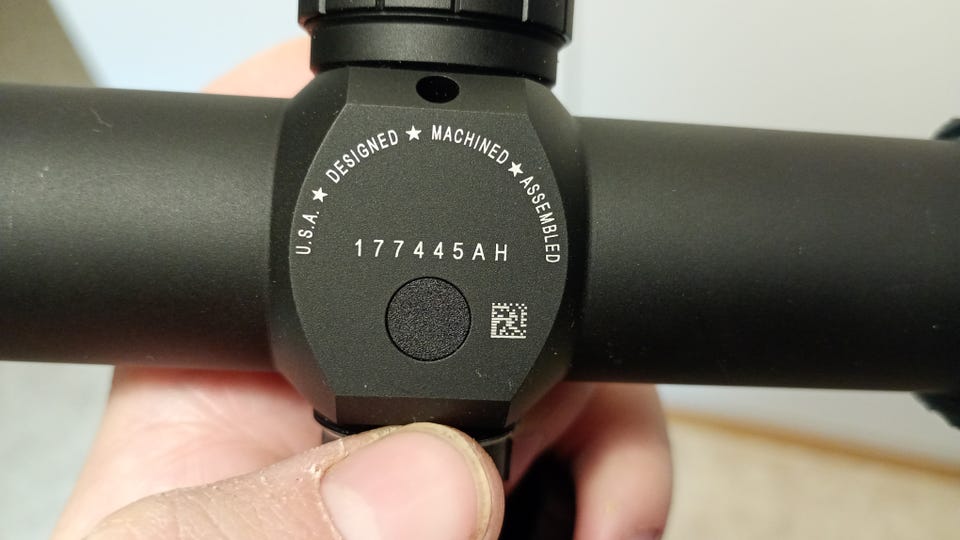 U.S.A. ★ DESIGNED ★ MACHINED ★ ASSEMBLED
177445AH